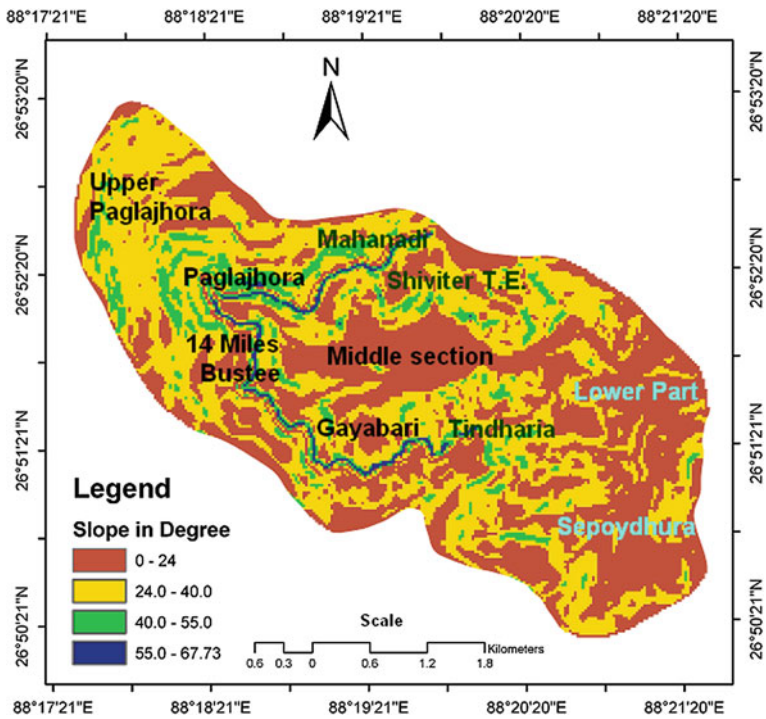 88°17'21"E 88°18'21"E 88°19'21"E 88°20'20"E 88°21'20"E
26°53'20"N
26°53'20"N
N
Upper
Paglajhora
Mahanadi
26°52'20"N
26°52'20"N
Paglajhora
Shiviter T.E.
14 Miles
Bustee
Middle section
Lower Part
26°51'21"N
26°51'21"N
Gayabari
Tindharia
Sepoydhura
Legend
Slope in Degree
0 - 24
24.0 - 40.0
40.0 - 55.0
55.0 - 67.73
Scale
Kilometers
0.6 0.3 0 0.6 1.2 1.8
26°50'21"N
26°50'21"N
88°17'21"E 88°18'21"E 88°19'21"E 88°20'20"E 88°21'20"E